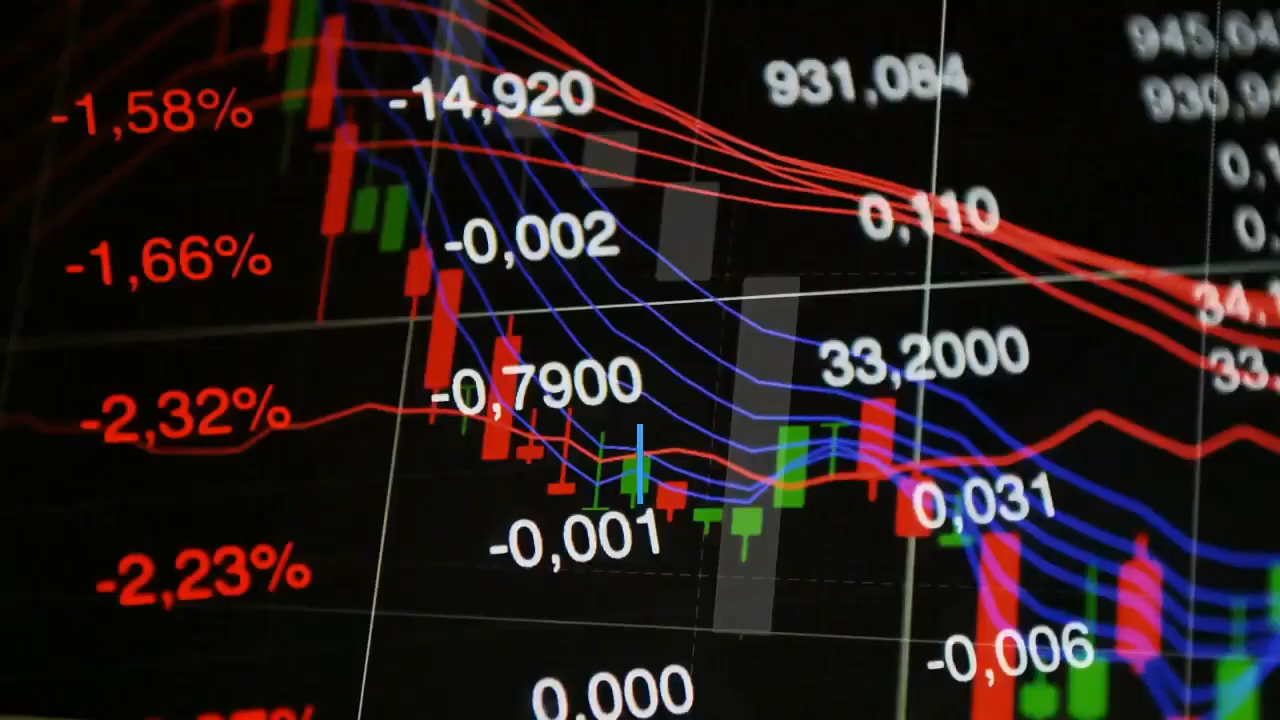 -1,58% -14,920 931,084
-1,66% -0,002 0,110
-2,32% -0,7900 33,2000
-2,23% -0,001 0,031
0,000 -0,006